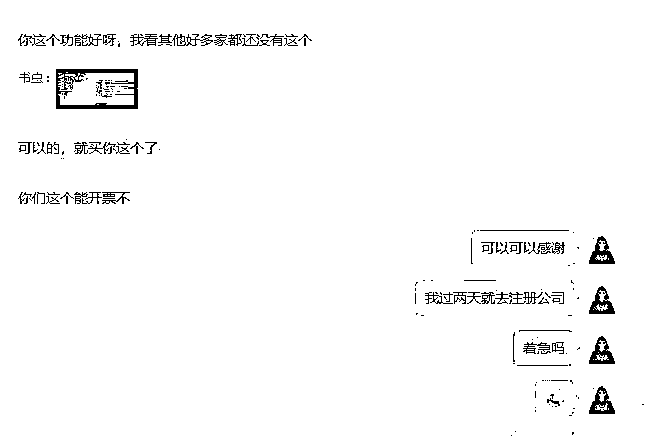 你这个功能好呀，我看其他好多家都还没有这个
书虫：
可以的，就买你这个了
你们这个能开票不
可以可以感谢
我过两天就去注册公司
着急吗